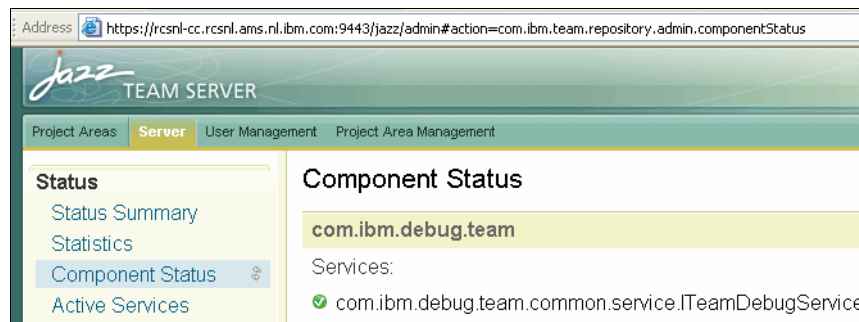 Address https://rcsnl-cc.rcsnl.ams.nl.ibm.com:9443/jazz/admin#action=com.ibm.team.repository.admin.componentStatus
jazz
TEAM SERVER
Project Areas Server User Management Project Area Management
Status
Status Summary
Statistics
Component Status
Active Services
Component Status
com.ibm.debug.team
Services:
com.ibm.debug.team.common.service.ITeamDebugService